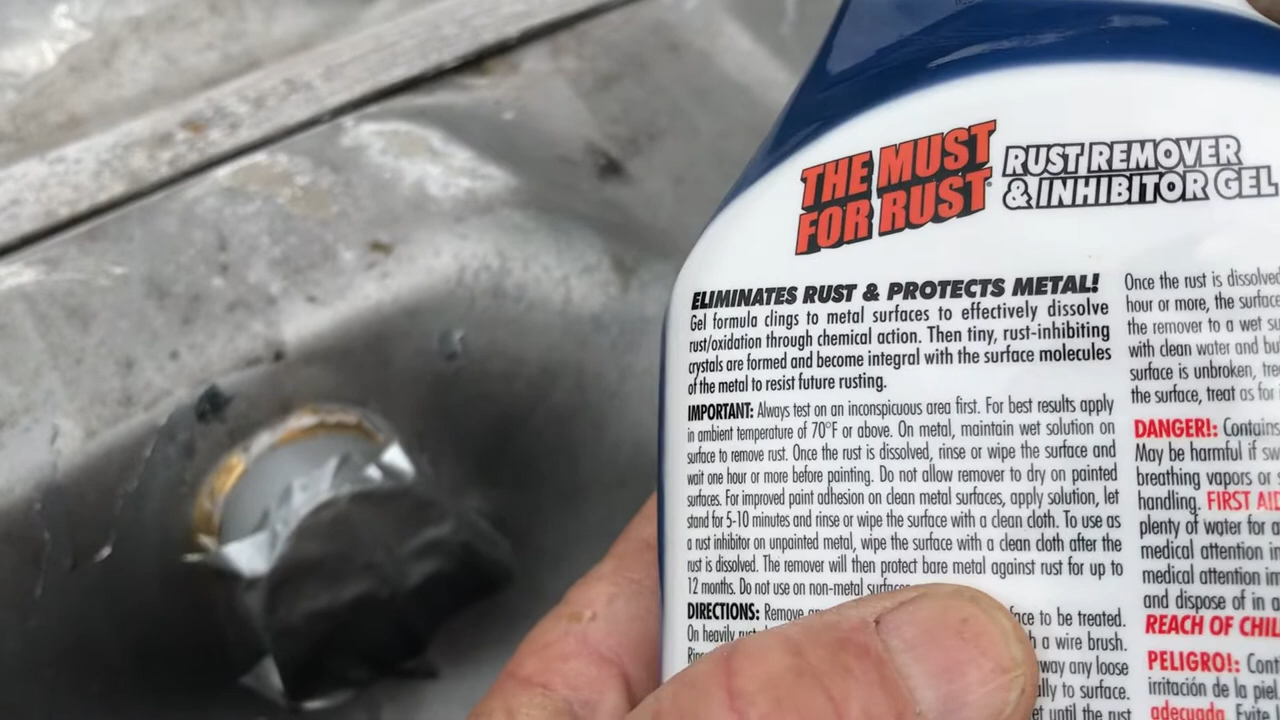 THE MUST
FOR RUST
RUST REMOVER
& INHIBITOR GEL
ELIMINATES RUST & PROTECTS METAL!
Gel formula clings to metal surfaces to effectively dissolve
rust/oxidation through chemical action. Then tiny, rust-inhibiting
crystals are formed and become integral with the surface molecules
of the metal to resist future rusting.
IMPORTANT: Always test on an inconspicuous area first. For best results apply
in ambient temperature of 70°F or above. On metal, maintain wet solution on
surface to remove rust. Once the rust is dissolved, rinse or wipe the surface and
wait one hour or more before painting. Do not allow remover to dry on painted
surfaces. For improved paint adhesion on clean metal surfaces, apply solution, let
stand for 5-10 minutes and rinse or wipe the surface with a clean cloth. To use as
a rust inhibitor on unpainted metal, wipe the surface with a clean cloth after the
rust is dissolved. The remover will then protect bare metal against rust for up to
12 months. Do not use on non-metal surfaces
DIRECTIONS: Remove to be treated.
On heavily a wire brush.
any loose
to surface.
until the rust
Once the rust is dissolved
hour or more, the surface
the remover to a wet
with clean water and
surface is unbroken,
the surface, treat as for
DANGER!: Contains
May be harmful if
breathing vapors or
handling. FIRST AID
plenty of water for
medical attention
medical attention
and dispose of in
REACH OF
PELIGRO!:
irritación de la piel
adecuada. Evite